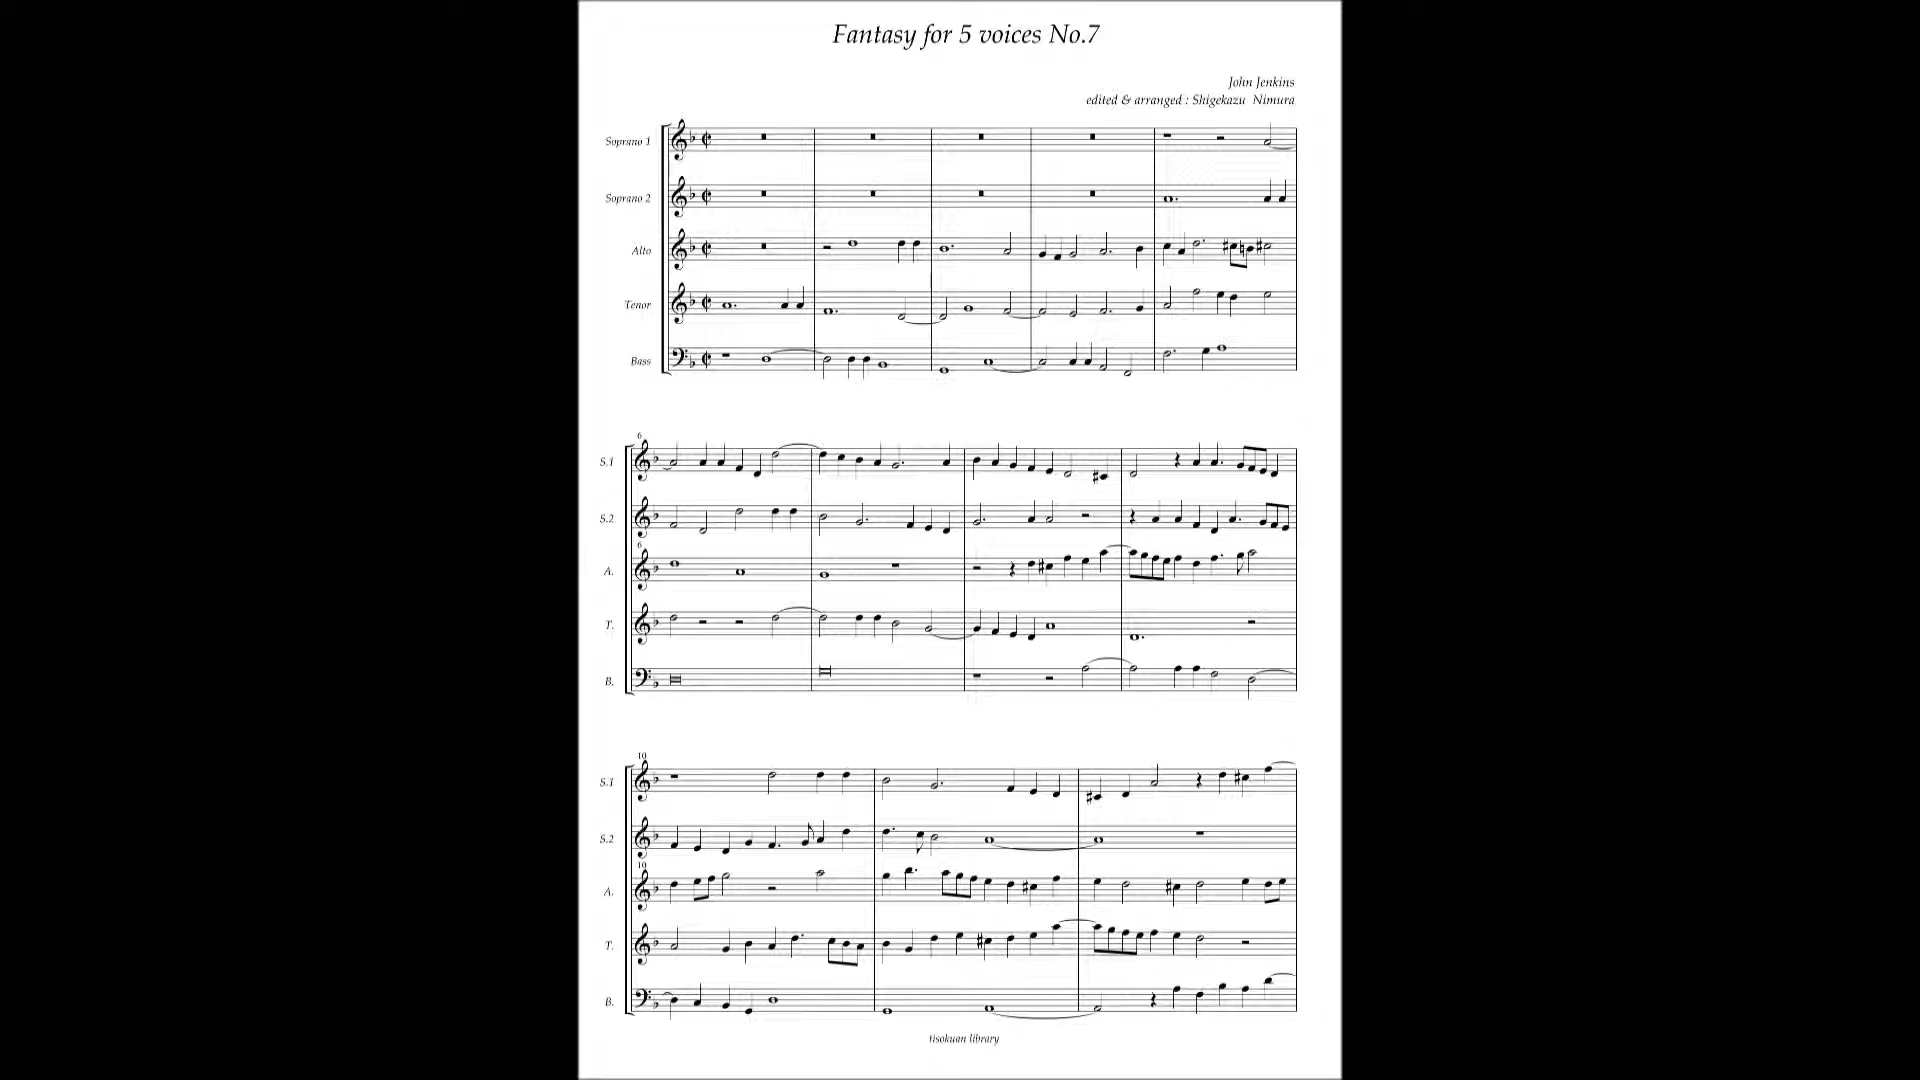 Fantasy for 5 voices No.7
John Jenkins
edited & arranged : Shigekazu Nimura
Soprano 1
Soprano 2
Alto
Tenor
Bass
6
S.1
S.2
6
A.
T.
B.
10
S.1
S.2
10
A.
T.
B.
tisokuan library